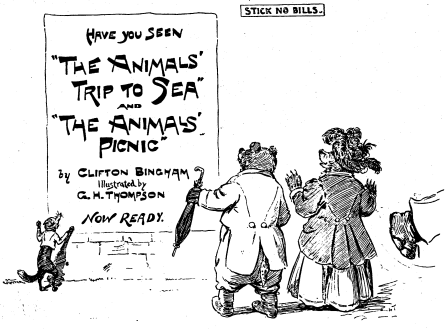 STICK NO BILLS.
HAVE YOU SEEN
"THE ANIMALS'
TRIP TO SEA"
AND
"THE ANIMALS'
PICNIC"
by CLIFTON BINGHAM
Illustrated by
G. H. THOMPSON
NOW READY.